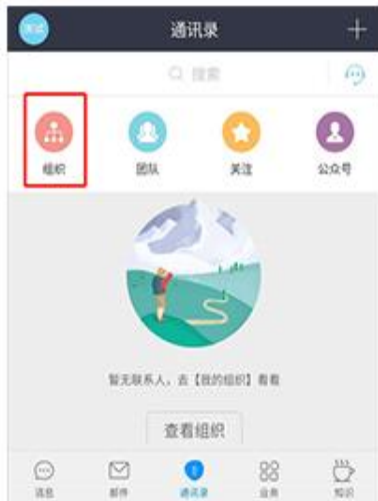 测试
通讯录
搜索
组织
团队
关注
公众号
暂无联系人，去【我的组织】看看
查看组织
消息
邮件
通讯录
业务
知识